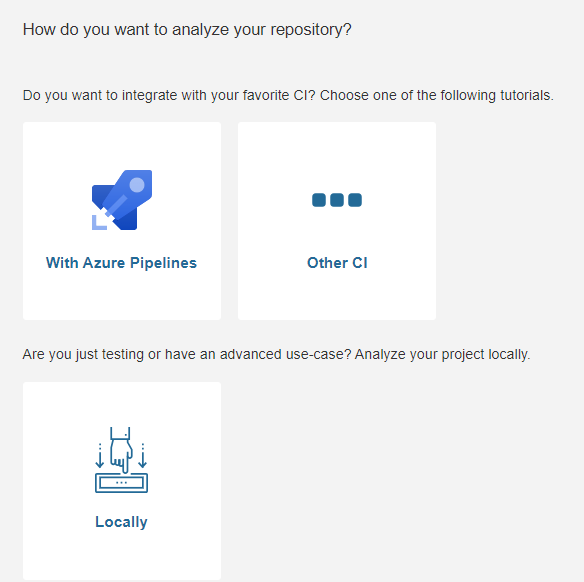 How do you want to analyze your repository?
Do you want to integrate with your favorite CI? Choose one of the following tutorials.
With Azure Pipelines
Other CI
Are you just testing or have an advanced use-case? Analyze your project locally.
Locally